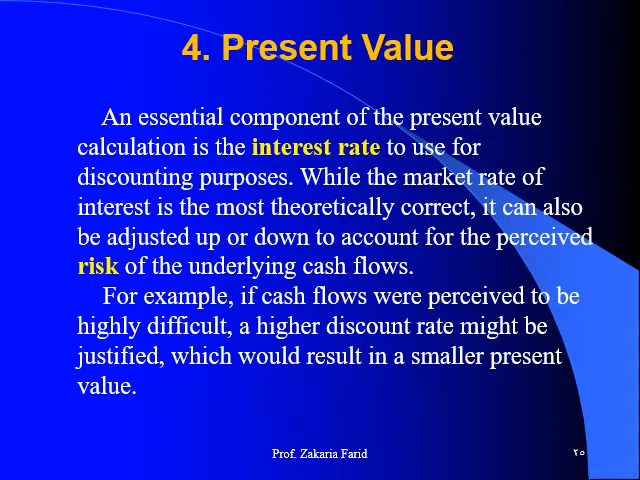 4. Present Value
An essential component of the present value
calculation is the interest rate to use for
discounting purposes. While the market rate of
interest is the most theoretically correct, it can also
be adjusted up or down to account for the perceived
risk of the underlying cash flows.
For example, if cash flows were perceived to be
highly difficult, a higher discount rate might be
justified, which would result in a smaller present
value.
Prof. Zakaria Farid
٢٥